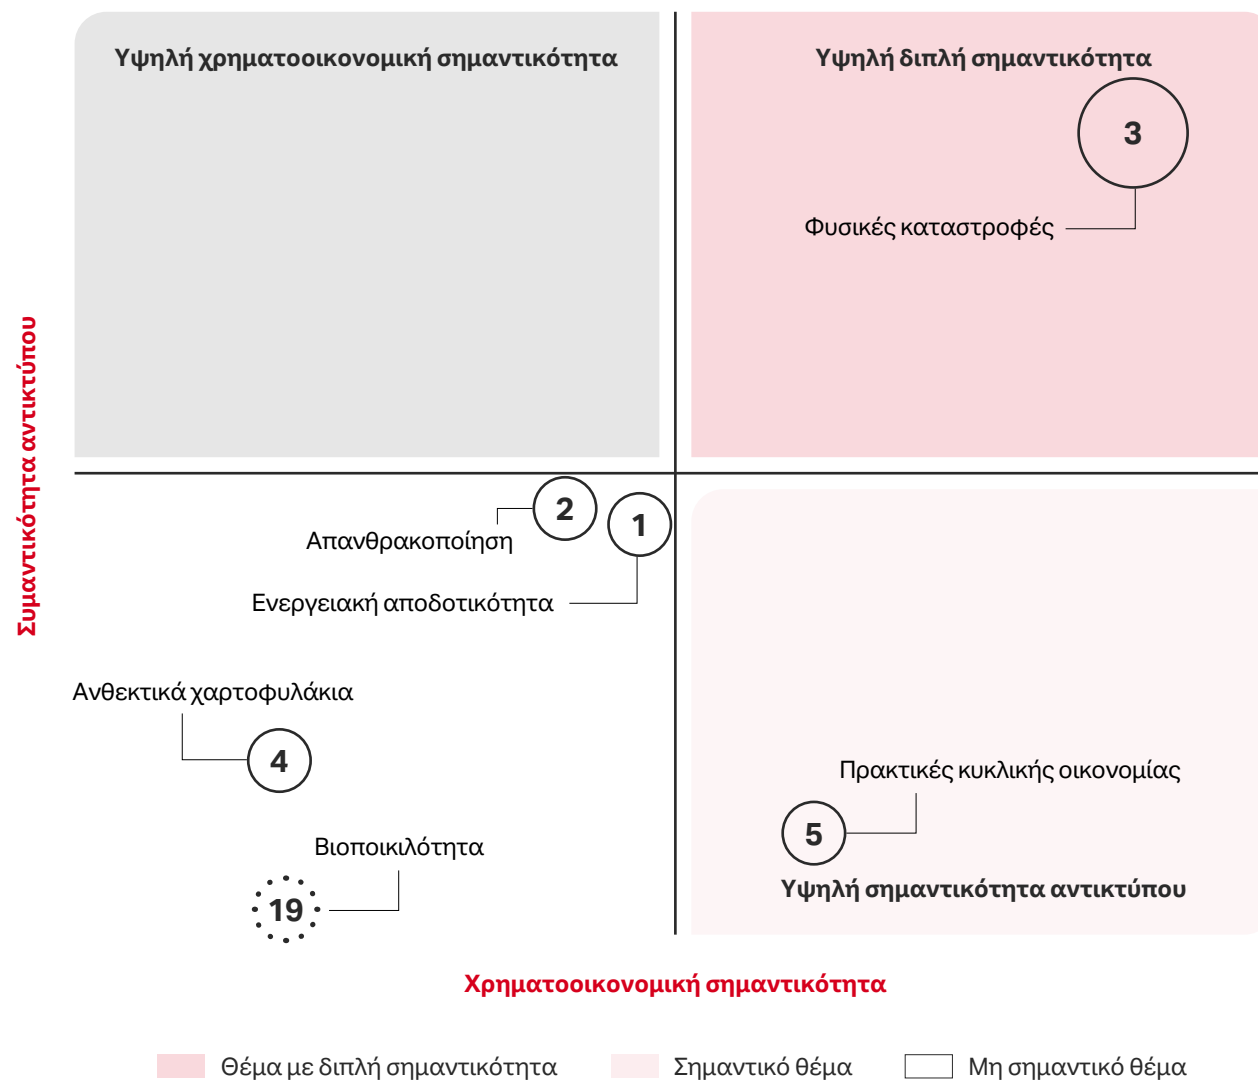 Υψηλή χρηματοοικονομική σημαντικότητα
Υψηλή διπλή σημαντικότητα
3
Φυσικές καταστροφές
Συμαντικότητα αντικτύπου
2
1
Απανθρακοποίηση
Ενεργειακή αποδοτικότητα
Ανθεκτικά χαρτοφυλάκια
4
Πρακτικές κυκλικής οικονομίας
5
Βιοποικιλότητα
19
Υψηλή σημαντικότητα αντικτύπου
Χρηματοοικονομική σημαντικότητα
Θέμα με διπλή σημαντικότητα
Σημαντικό θέμα
Μη σημαντικό θέμα